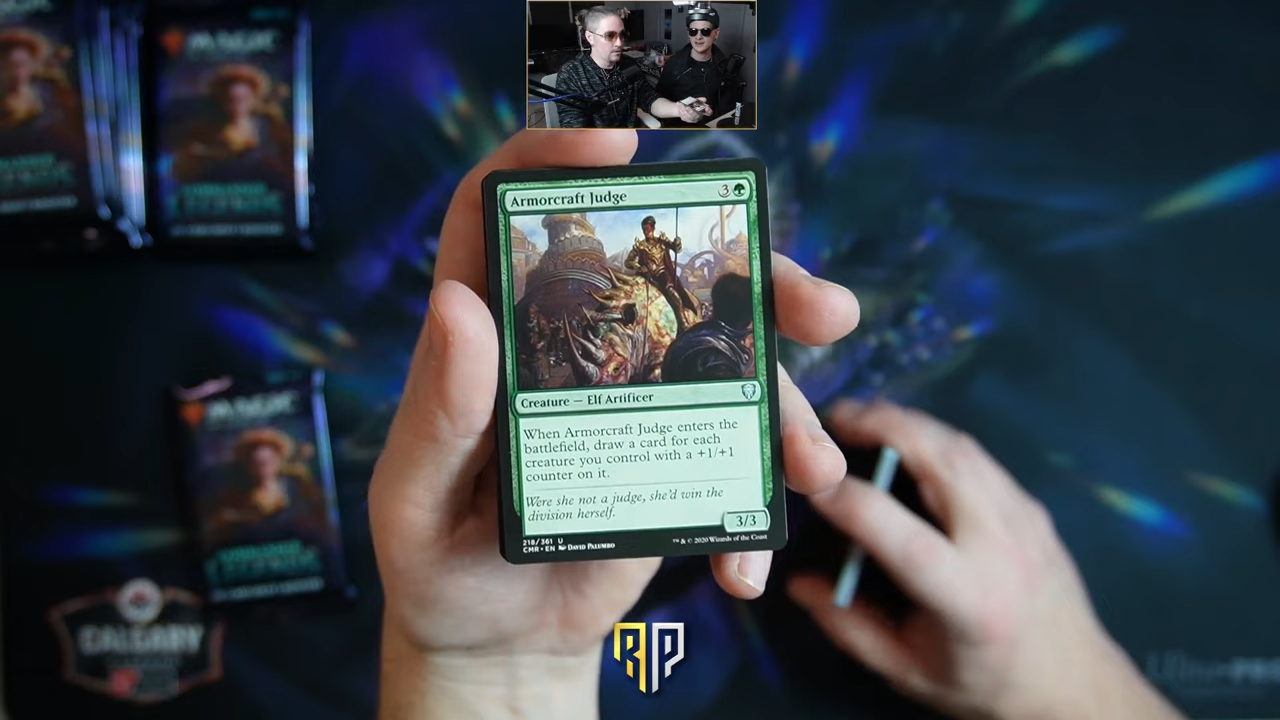 MAGIC
MAGIC
Armorcraft Judge
3
Creature — Elf Artificer
When Armorcraft Judge enters the
battlefield, draw a card for each
creature you control with a +1/+1
counter on it.
Were she not a judge, she'd win the
division herself.
3/3
218/361 U
CMR • EN DAVID PALUMBO
™ & © 2020 Wizards of the Coast
MAGIC
CALGARY
RP